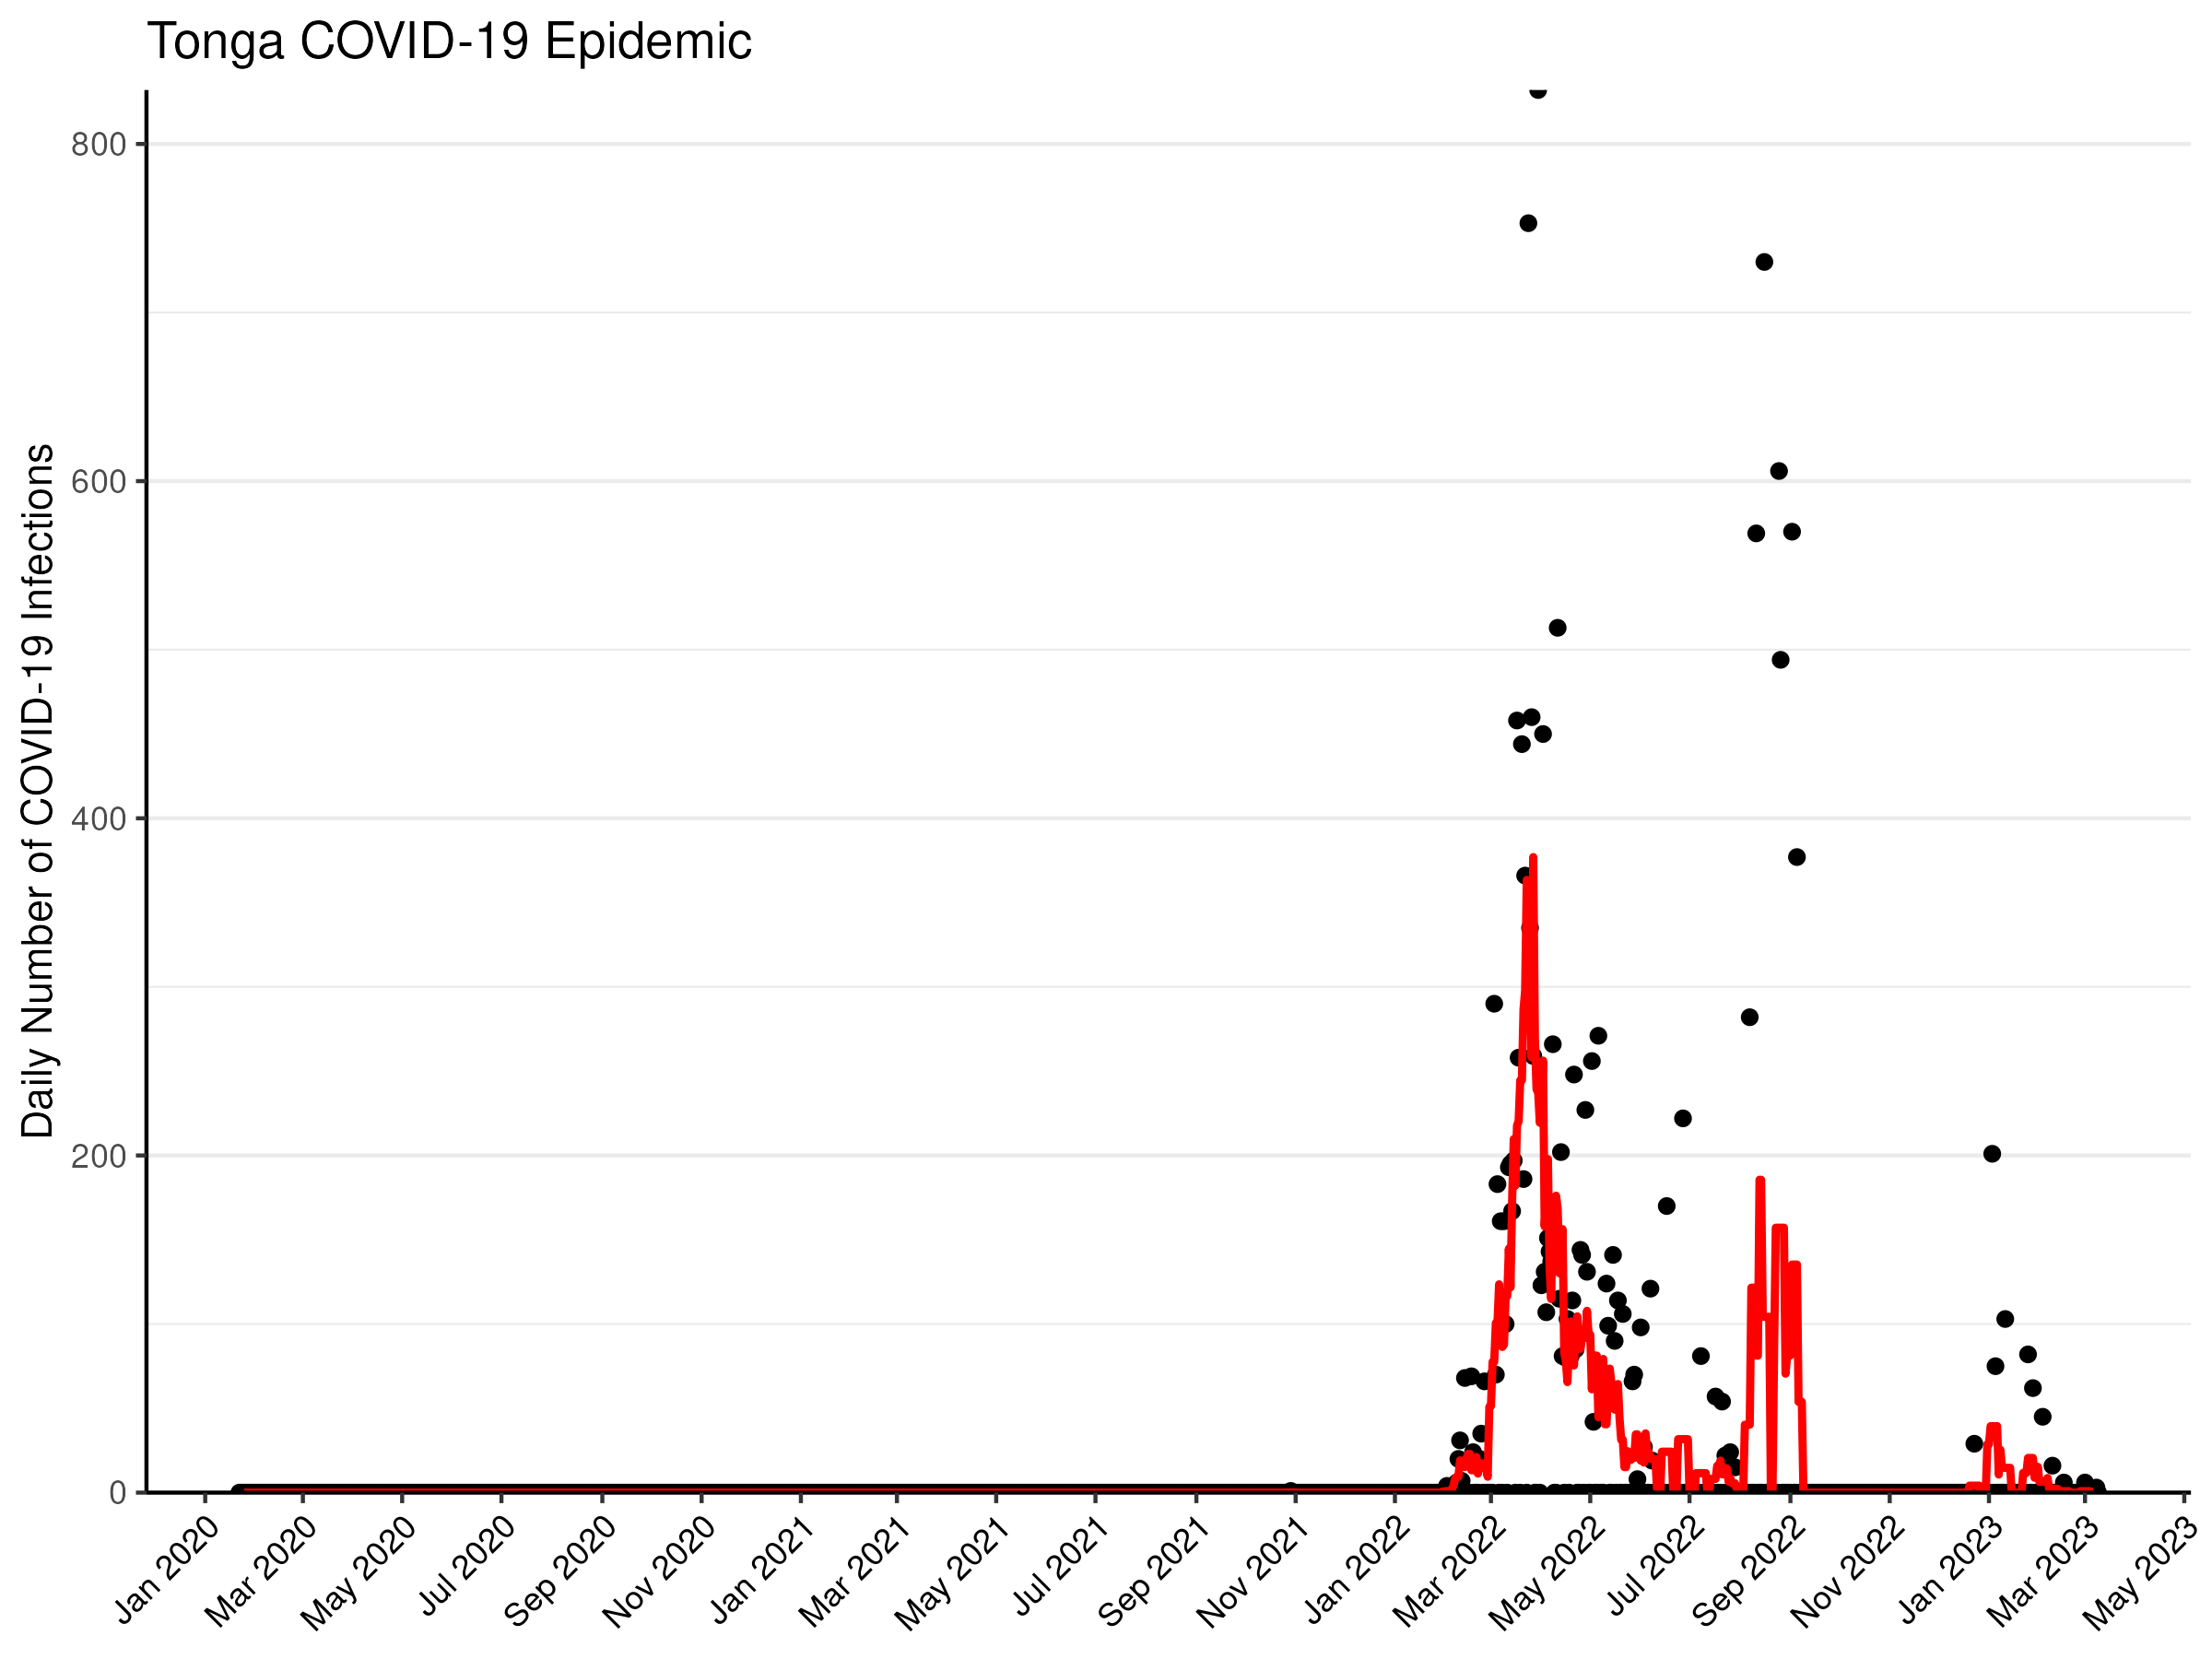 Tonga COVID-19 Epidemic
Daily Number of COVID-19 Infections
800
600
400
200
0
Jan 2020
Mar 2020
May 2020
Jul 2020
Sep 2020
Nov 2020
Jan 2021
Mar 2021
May 2021
Jul 2021
Sep 2021
Nov 2021
Jan 2022
Mar 2022
May 2022
Jul 2022
Sep 2022
Nov 2022
Jan 2023
Mar 2023
May 2023